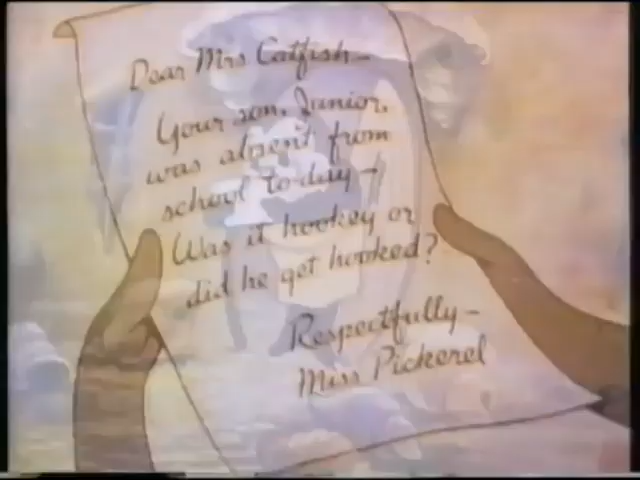 Dear Mrs Catfish—
Your son, Junior,
was absent from
school to-day—
Was it hookey or
did he get hooked?
Respectfully—
Miss Pickerel